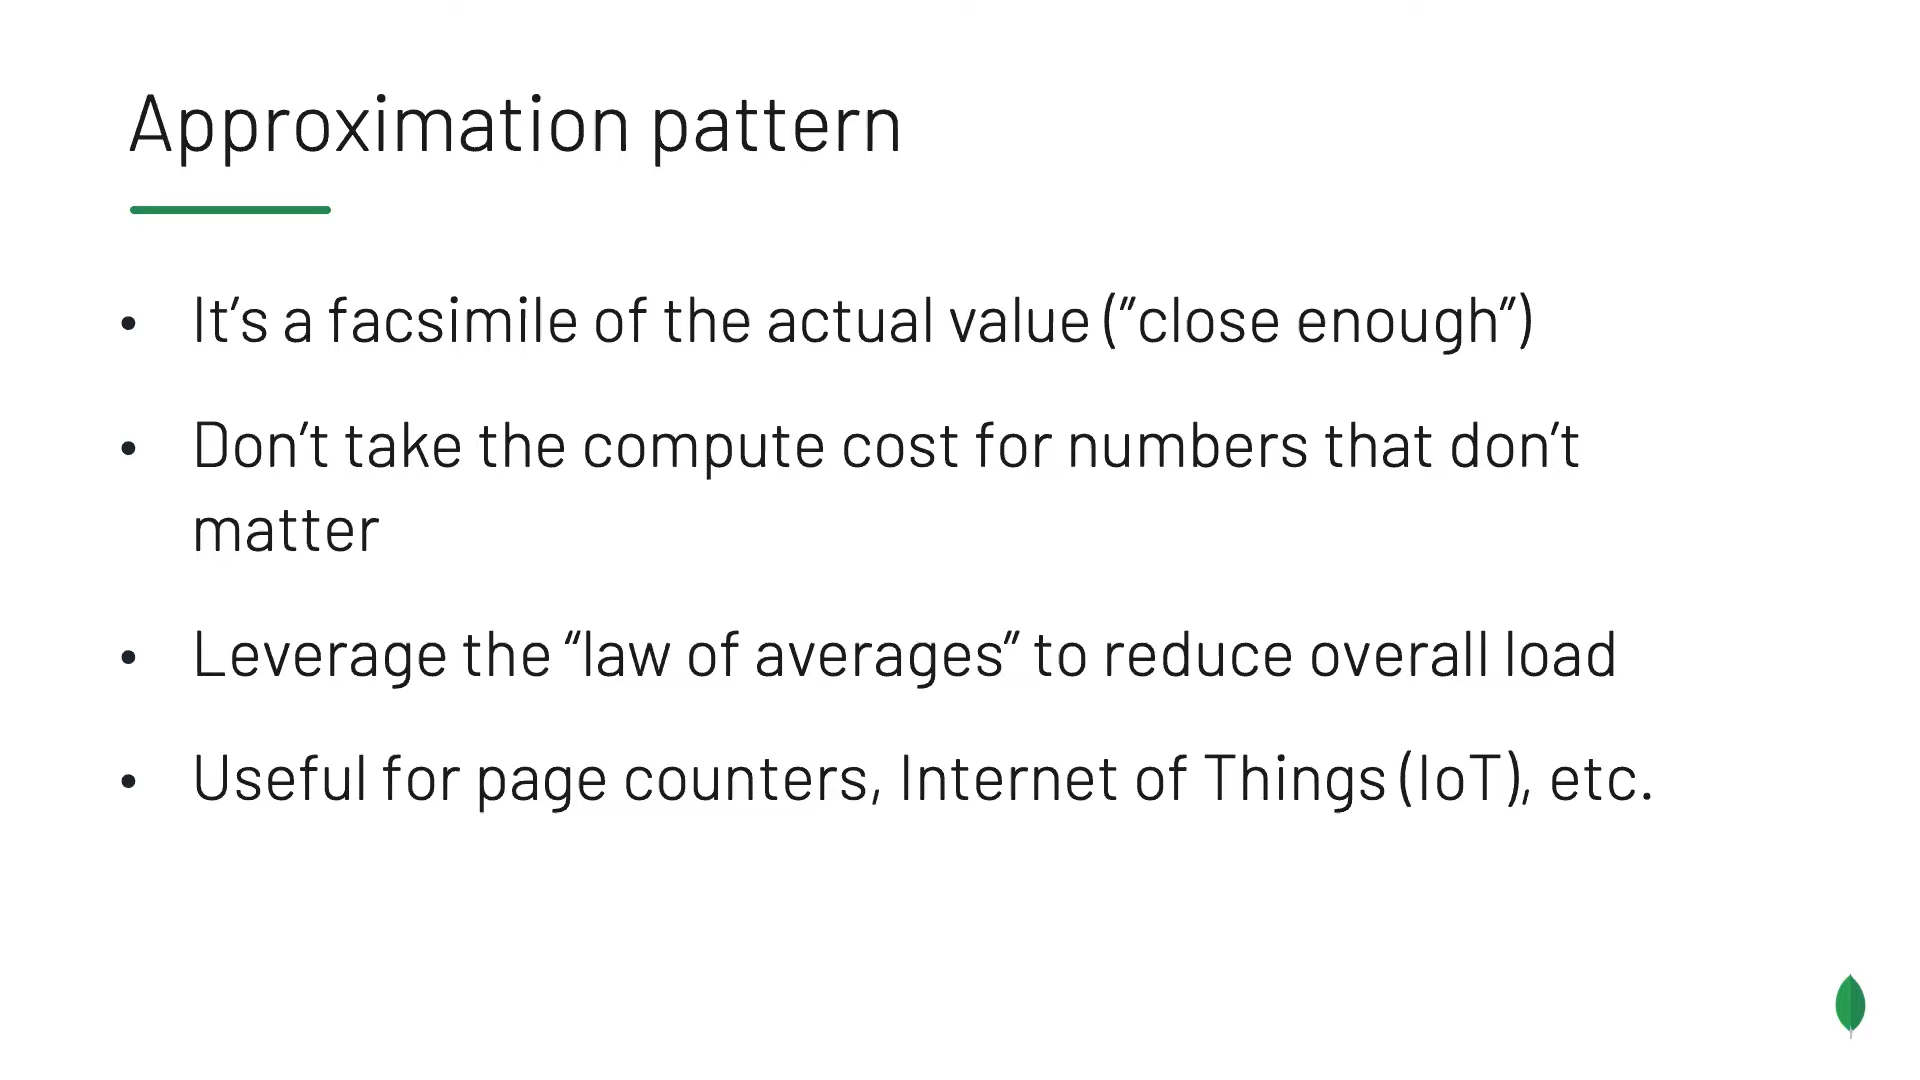 Approximation pattern
• It’s a facsimile of the actual value (”close enough”)
• Don’t take the compute cost for numbers that don’t
matter
• Leverage the “law of averages” to reduce overall load
• Useful for page counters, Internet of Things (IoT), etc.